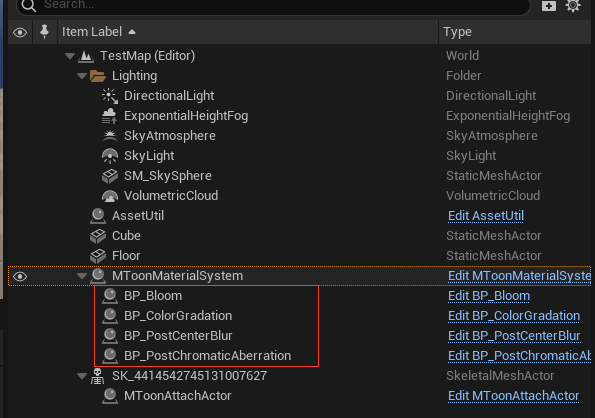 Search...
Item Label Type
TestMap (Editor) World
Lighting Folder
DirectionalLight DirectionalLight
ExponentialHeightFog ExponentialHeightFog
SkyAtmosphere SkyAtmosphere
SkyLight SkyLight
SM_SkySphere StaticMeshActor
VolumetricCloud VolumetricCloud
AssetUtil Edit AssetUtil
Cube StaticMeshActor
Floor StaticMeshActor
MToonMaterialSystem Edit MToonMaterialSyste
BP_Bloom Edit BP_Bloom
BP_ColorGradation Edit BP_ColorGradation
BP_PostCenterBlur Edit BP_PostCenterBlur
BP_PostChromaticAberration Edit BP_PostChromaticAb
SK_4414542745131007627 SkeletalMeshActor
MToonAttachActor Edit MToonAttachActor